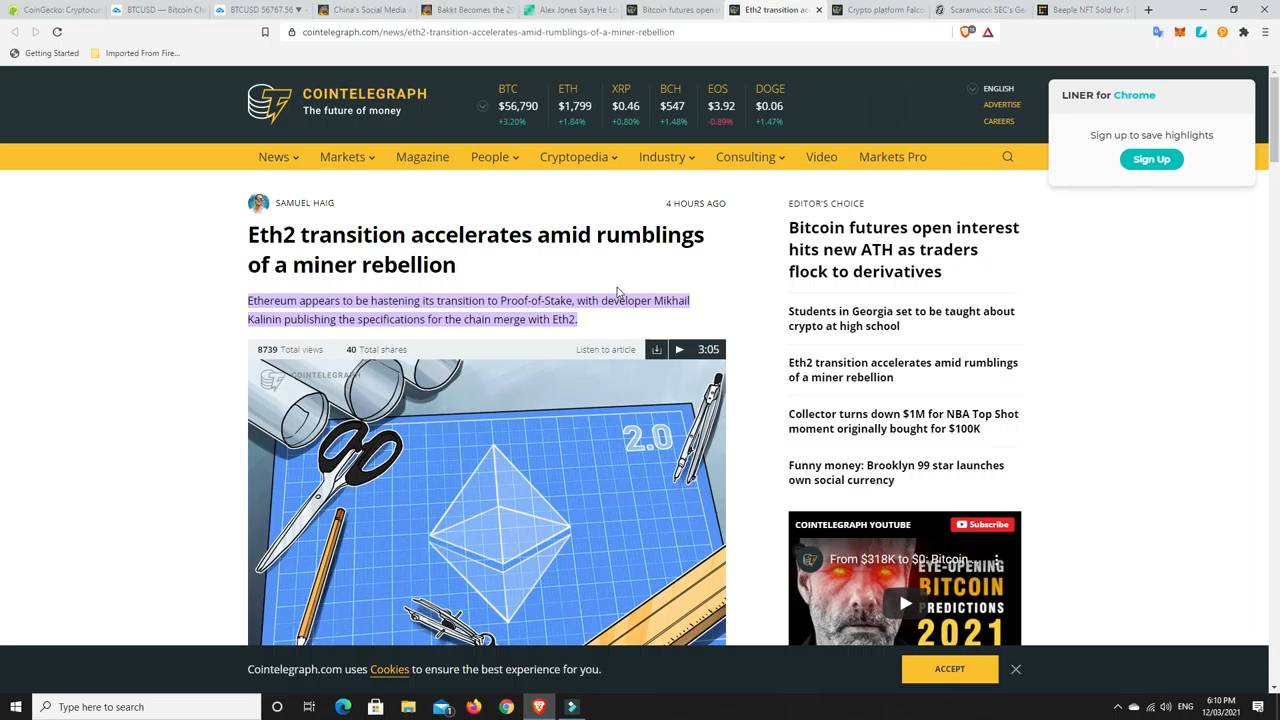 CoinGecko: Cryptocur
BTCUSD — Bitcoin Ch
BTCUSD 56767.56 ▼
China's Social Media
Bakkt Becomes the 29
Alex Jones Says He Lo
Bitcoin futures open i
Eth2 transition ac
Crypto platform Falco
Scaramucci: SEC's Ge
Beeple NFT Sold for $
cointelegraph.com/news/eth2-transition-accelerates-amid-rumblings-of-a-miner-rebellion
Getting Started
Imported From Fire...
COINTELEGRAPH
The future of money
BTC ETH XRP BCH EOS DOGE
$56,790 $1,799 $0.46 $547 $3.92 $0.06
+3.20% +1.84% +0.80% +1.48% -0.89% +1.47%
ENGLISH
ADVERTISE
CAREERS
LINER for Chrome
Sign up to save highlights
Sign Up
News Markets Magazine People Cryptopedia Industry Consulting Video Markets Pro
SAMUEL HAIG
4 HOURS AGO
Eth2 transition accelerates amid rumblings
of a miner rebellion
Ethereum appears to be hastening its transition to Proof-of-Stake, with developer Mikhail
Kalinin publishing the specifications for the chain merge with Eth2.
8739 Total views 40 Total shares
Listen to article
3:05
COINTELEGRAPH
2.0
EDITOR'S CHOICE
Bitcoin futures open interest
hits new ATH as traders
flock to derivatives
Students in Georgia set to be taught about
crypto at high school
Eth2 transition accelerates amid rumblings
of a miner rebellion
Collector turns down $1M for NBA Top Shot
moment originally bought for $100K
Funny money: Brooklyn 99 star launches
own social currency
COINTELEGRAPH YOUTUBE
Subscribe
From $318K to $0: Bitcoin...
EYE-OPENING
BITCOIN
PREDICTIONS
2021
Cointelegraph.com uses Cookies to ensure the best experience for you.
ACCEPT
Type here to search
ENG
6:10 PM
12/03/2021